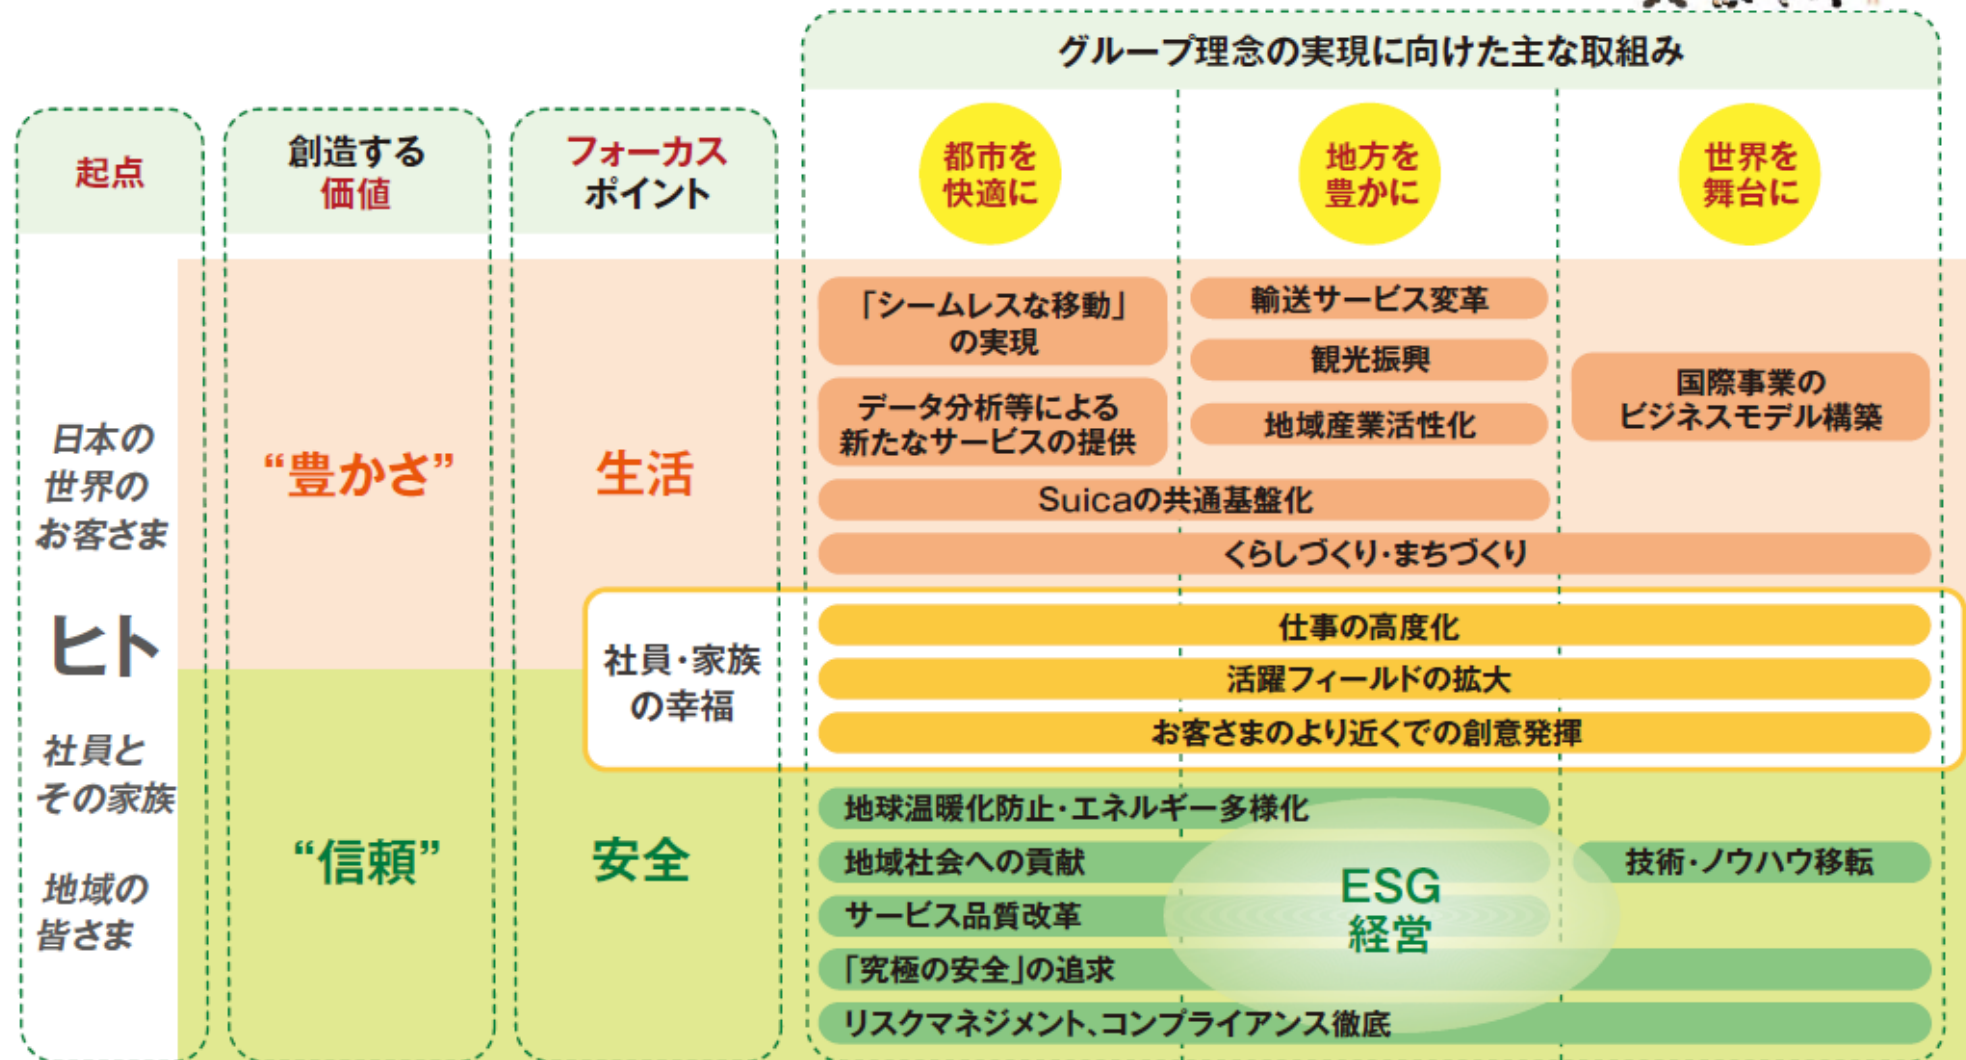 グループ理念の実現に向けた主な取組み
起点
創造する
価値
フォーカス
ポイント
都市を
快適に
地方を
豊かに
世界を
舞台に
日本の
世界の
お客さま
ヒト
社員と
その家族
地域の
皆さま
“豊かさ”
生活
「シームレスな移動」
の実現
データ分析等による
新たなサービスの提供
輸送サービス変革
観光振興
地域産業活性化
国際事業の
ビジネスモデル構築
Suicaの共通基盤化
くらしづくり・まちづくり
社員・家族
の幸福
仕事の高度化
活躍フィールドの拡大
お客さまのより近くでの創意発揮
“信頼”
安全
地球温暖化防止・エネルギー多様化
地域社会への貢献
サービス品質改革
「究極の安全」の追求
リスクマネジメント、コンプライアンス徹底
ESG
経営
技術・ノウハウ移転